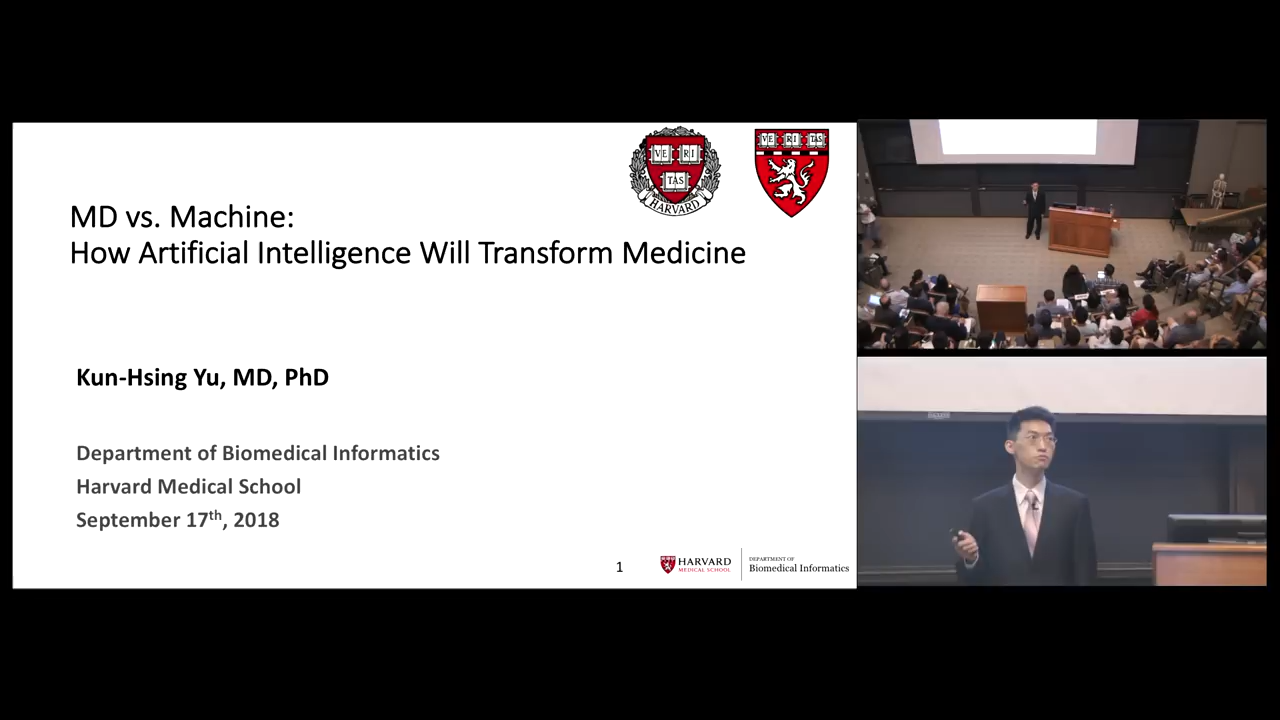 VE RI
TAS
HARVARD
VE RI TS
MD vs. Machine:
How Artificial Intelligence Will Transform Medicine
Kun-Hsing Yu, MD, PhD
Department of Biomedical Informatics
Harvard Medical School
September 17th, 2018
1
HARVARD
MEDICAL SCHOOL
DEPARTMENT OF
Biomedical Informatics